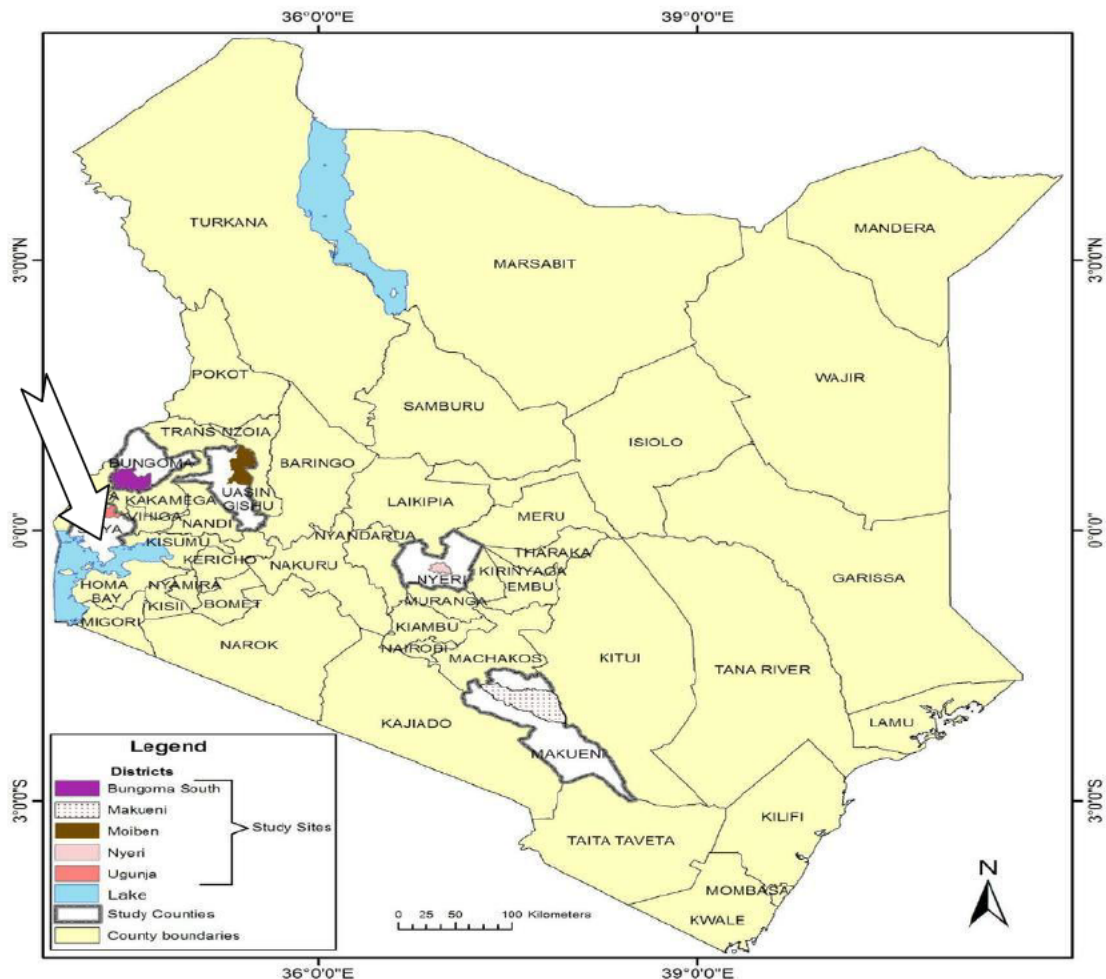 36°0'0"E 39°0'0"E
3°0'0"N 3°0'0"N
0°0'0" 0°0'0"
3°0'0"S 3°0'0"S
TURKANA
MANDERA
MARSABIT
POKOT
WAJIR
SAMBURU
TRANS NZOIA
ISIOLO
BUNGOMA
BARINGO
UASIN
GISHU
KAKAMEGA
LAIKIPIA
MERU
VIHIGA
NANDI
NYANDARUA
KISUMU
THARAKA
KERICHO
NAKURU
KIRINYAGA
NYERI
EMBU
GARISSA
HOMA
BAY
NYAMIRA
KISII
BOMET
MURANGA
MIGORI
KIAMBU
NAROK
NAIROBI
MACHAKOS
KITUI
TANA RIVER
KAJIADO
LAMU
MAKUENI
KILIFI
TAITA TAVETA
MOMBASA
KWALE
Legend
Districts
Bungoma South
Makueni
Moiben
Study Sites
Nyeri
Ugunja
Lake
Study Counties
County boundaries
0 25 50 100 Kilometers
N
36°0'0"E 39°0'0"E